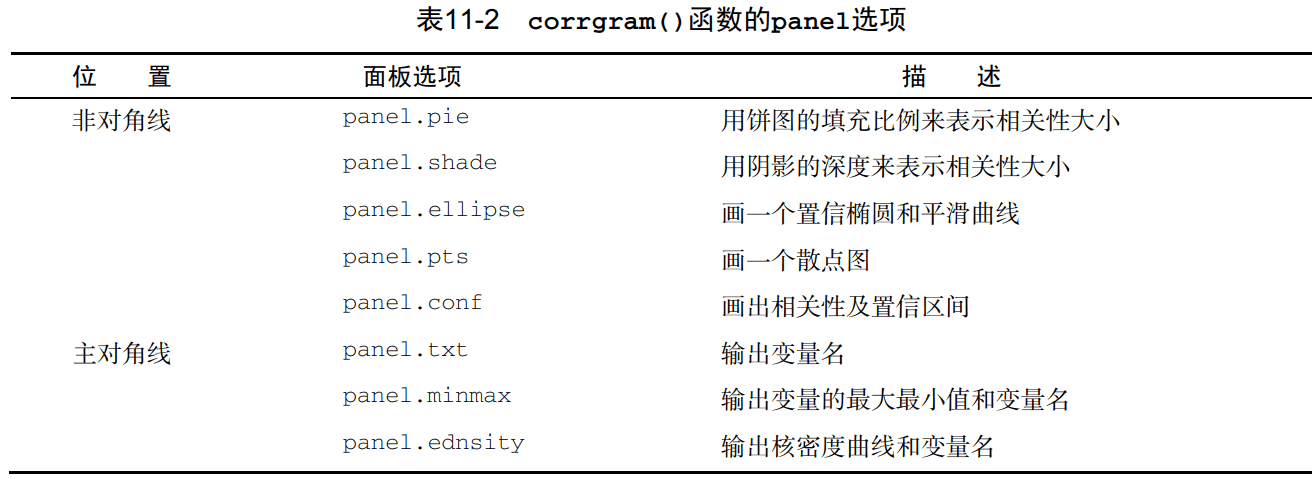 表11-2 corrgram()函数的panel选项
位 置 面板选项 描 述
非对角线 panel.pie 用饼图的填充比例来表示相关性大小
panel.shade 用阴影的深度来表示相关性大小
panel.ellipse 画一个置信椭圆和平滑曲线
panel.pts 画一个散点图
panel.conf 画出相关性及置信区间
主对角线 panel.txt 输出变量名
panel.minmax 输出变量的最大最小值和变量名
panel.ednsity 输出核密度曲线和变量名